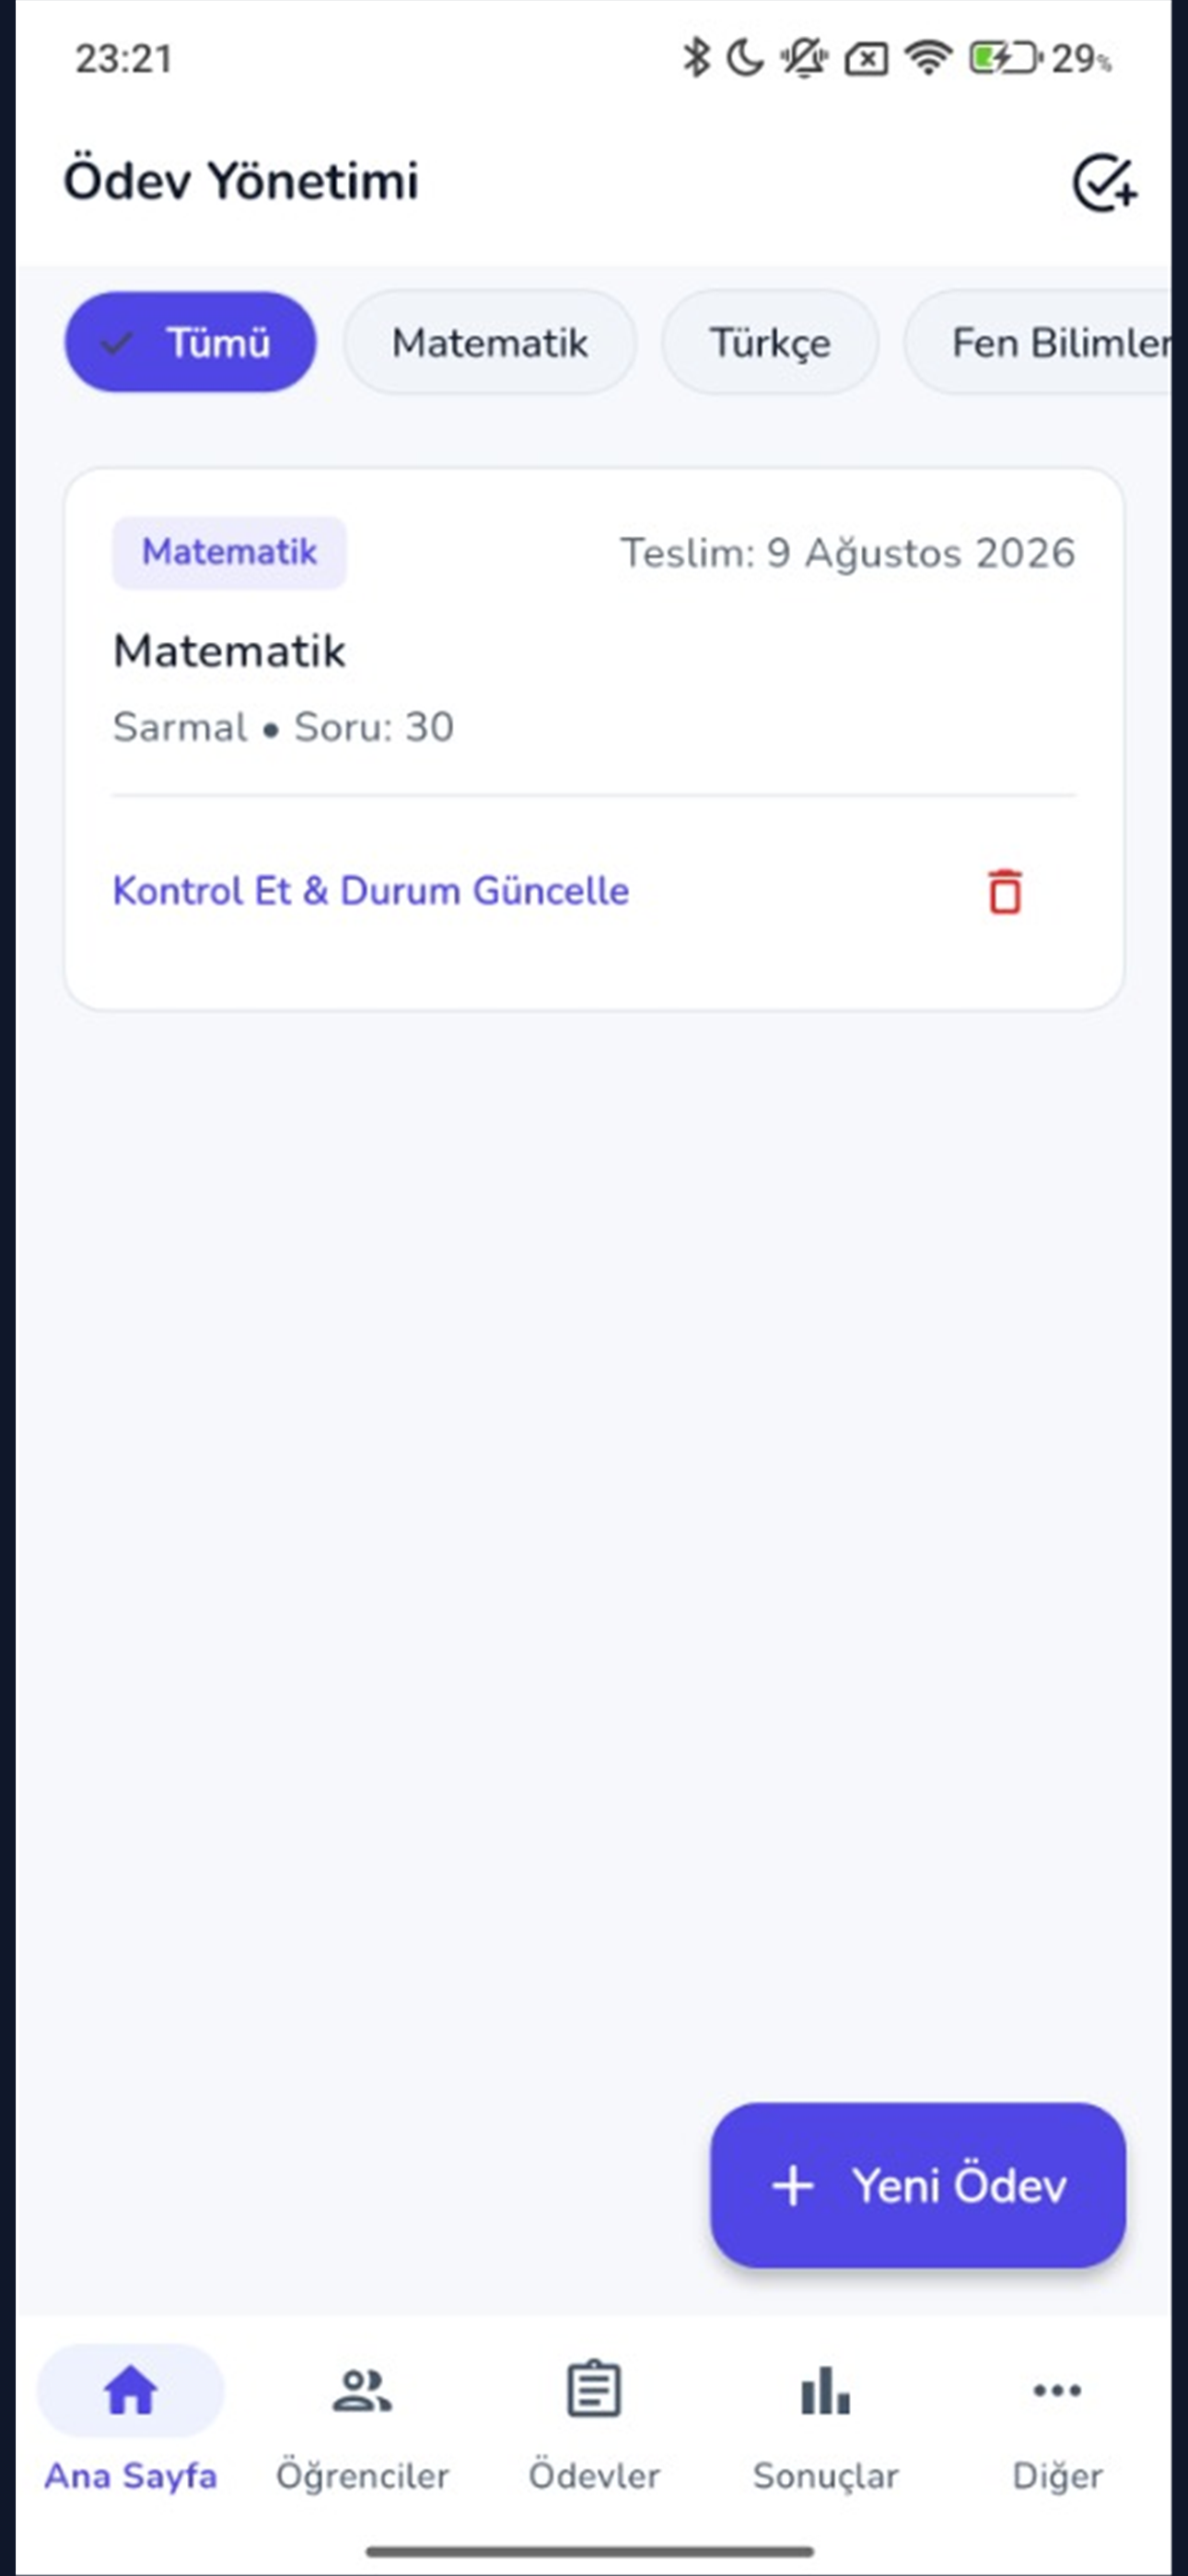 23:21 29%
Ödev Yönetimi
Tümü Matematik Türkçe Fen Bilimler
Matematik Teslim: 9 Ağustos 2026
Matematik
Sarmal • Soru: 30
Kontrol Et & Durum Güncelle
+ Yeni Ödev
Ana Sayfa Öğrenciler Ödevler Sonuçlar Diğer